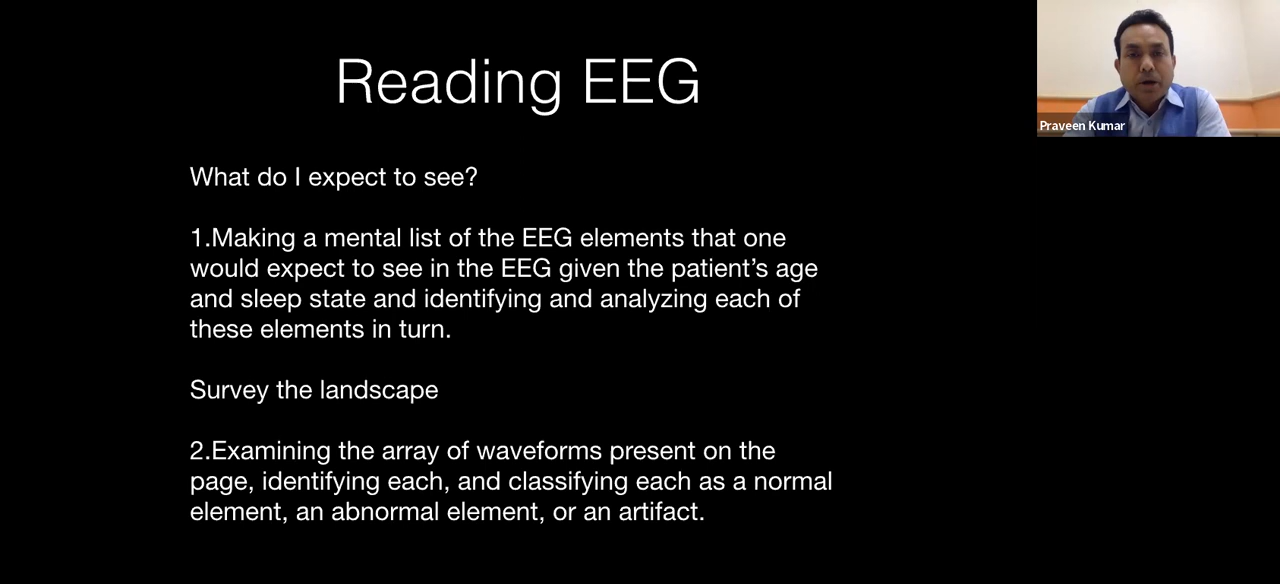 Reading EEG
Praveen Kumar
What do I expect to see?
1.Making a mental list of the EEG elements that one
would expect to see in the EEG given the patient’s age
and sleep state and identifying and analyzing each of
these elements in turn.
Survey the landscape
2.Examining the array of waveforms present on the
page, identifying each, and classifying each as a normal
element, an abnormal element, or an artifact.